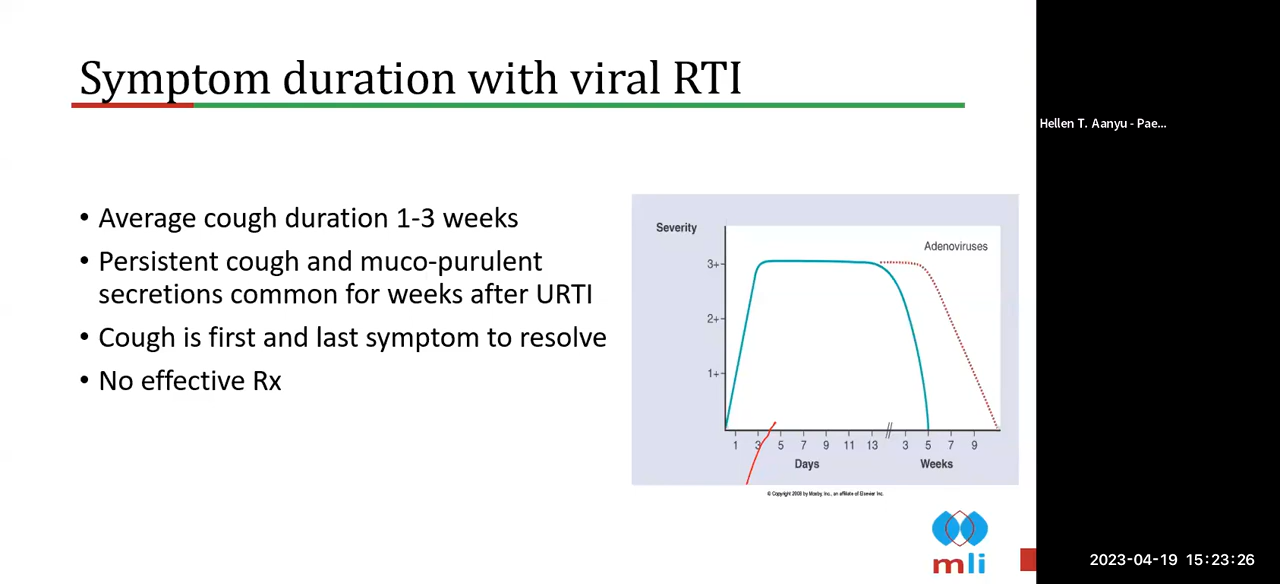 Symptom duration with viral RTI
• Average cough duration 1-3 weeks
• Persistent cough and muco-purulent
secretions common for weeks after URTI
• Cough is first and last symptom to resolve
• No effective Rx
Severity
Adenoviruses
3+
2+
1+
1 3 5 7 9 11 13 // 3 5 7 9
Days Weeks
© Copyright 2008 by Mosby, Inc., an affiliate of Elsevier Inc.
mli
Hellen T. Aanyu - Pae...
2023-04-19 15:23:26